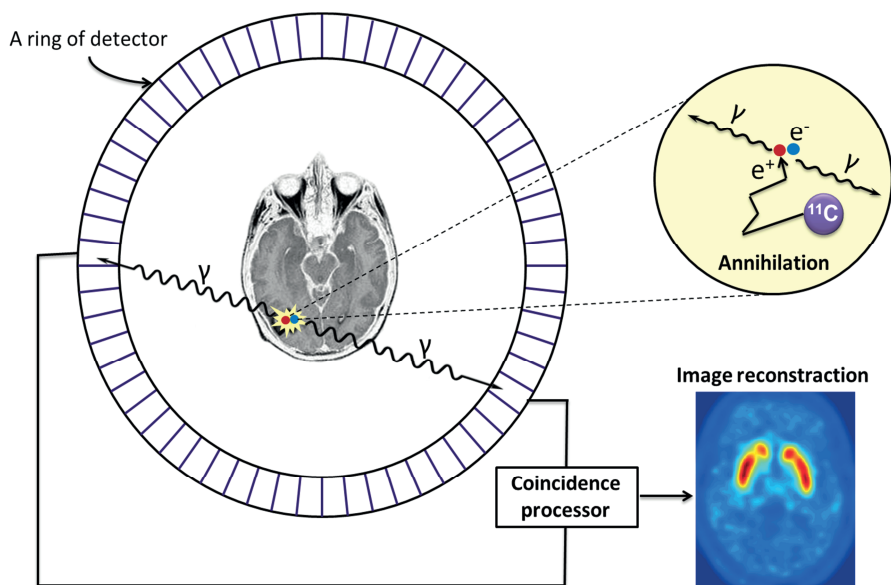 A ring of detector
γ
γ
γ
e⁻
e⁺
γ
¹¹C
Annihilation
Image reconstraction
Coincidence
processor